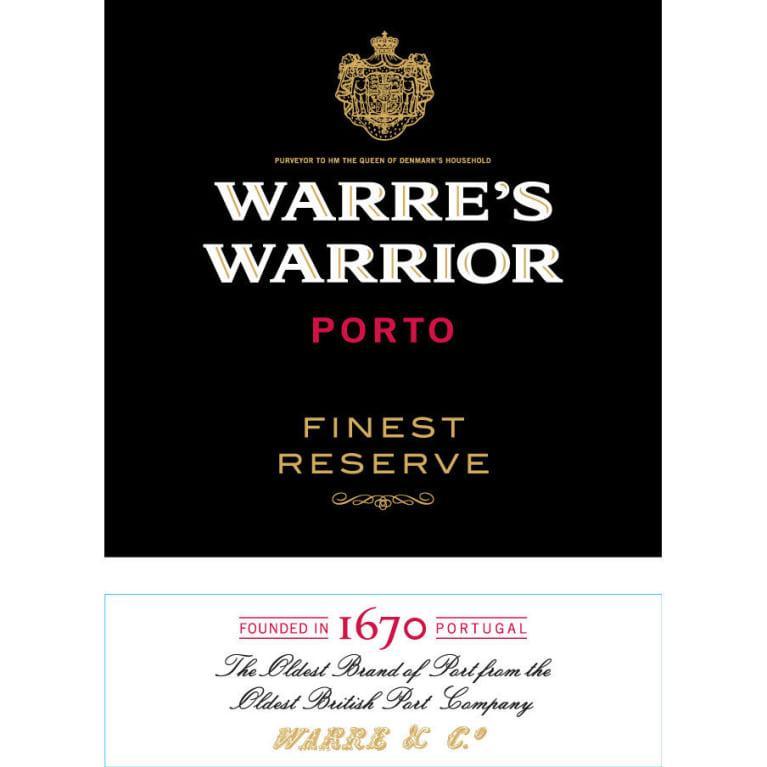 PURVEYOR TO HM THE QUEEN OF DENMARK'S HOUSEHOLD
WARRE'S
WARRIOR
PORTO
FINEST
RESERVE
FOUNDED IN 1670 PORTUGAL
The Oldest Brand of Port from the
Oldest British Port Company
WARRE & Cº